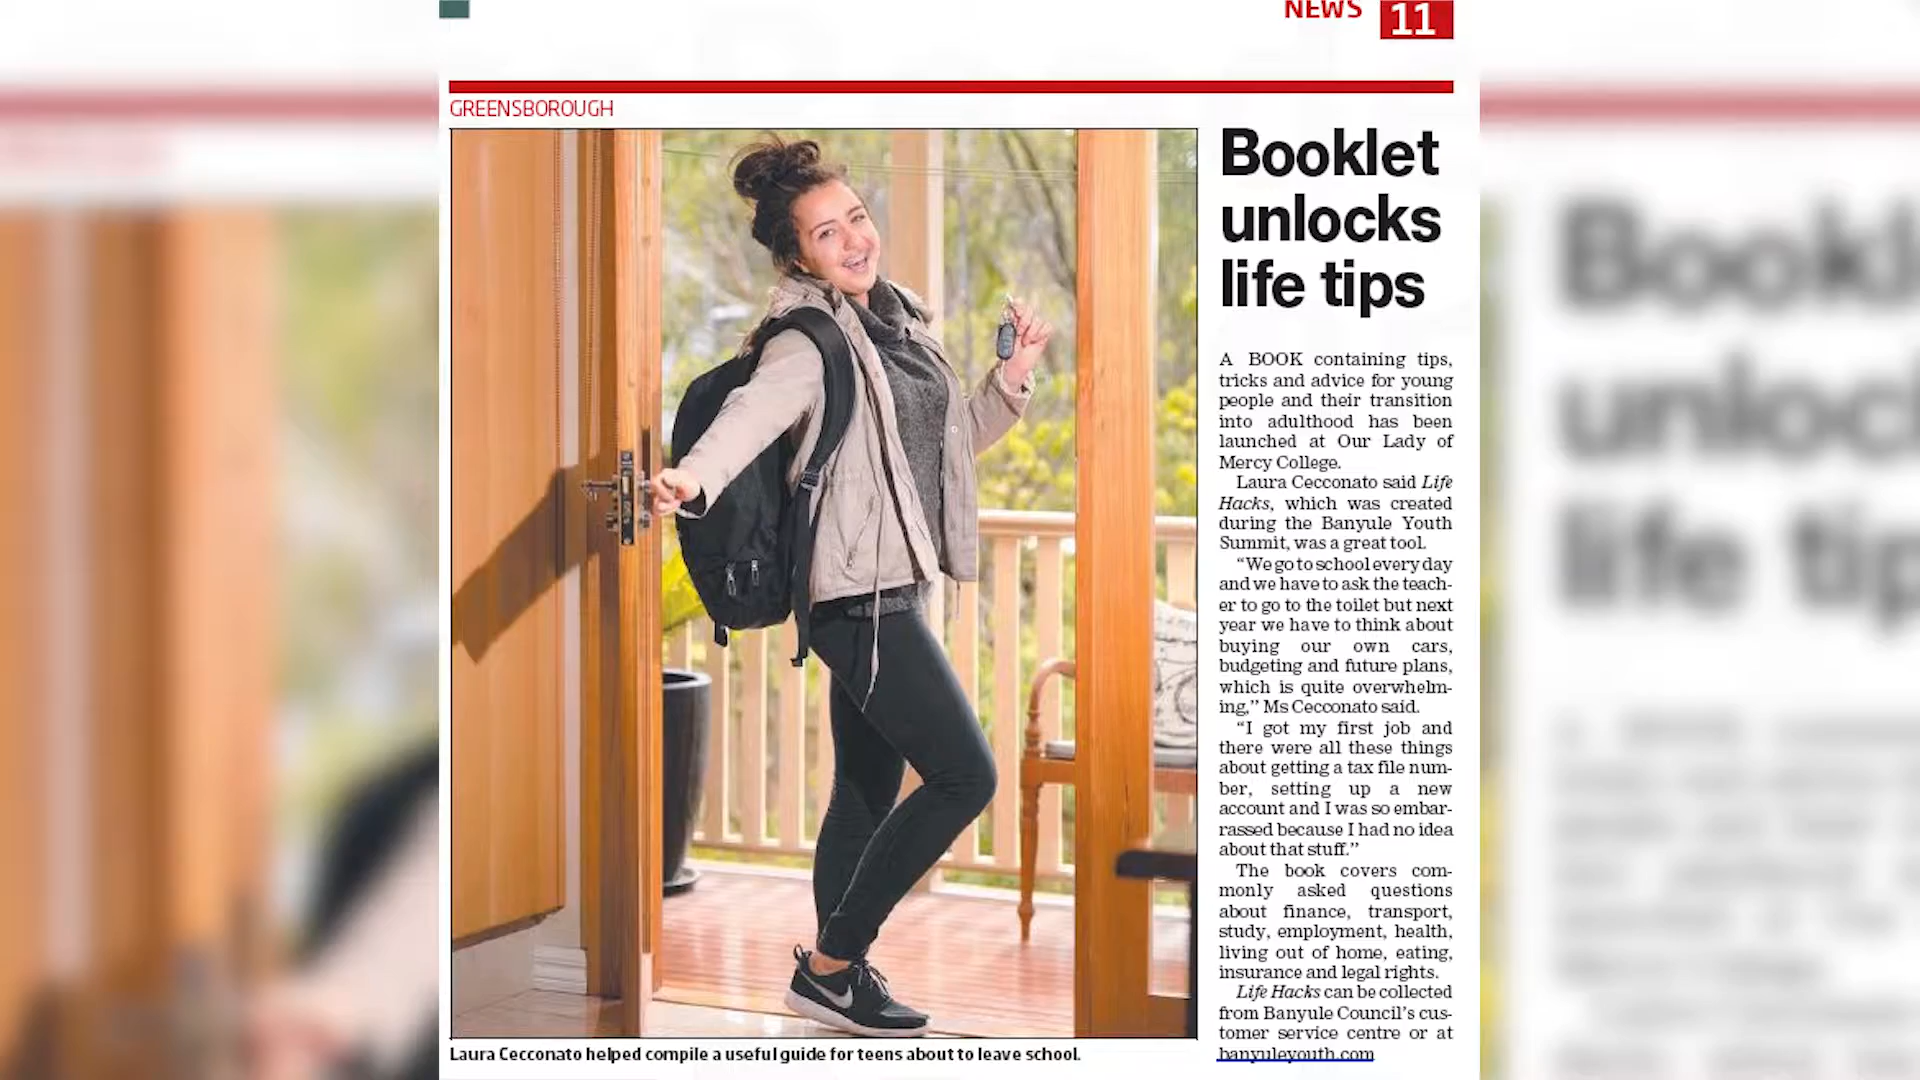 NEWS 11
GREENSBOROUGH
Booklet
unlocks
life tips
A BOOK containing tips,
tricks and advice for young
people and their transition
into adulthood has been
launched at Our Lady of
Mercy College.
Laura Cecconato said Life
Hacks, which was created
during the Banyule Youth
Summit, was a great tool.
“We go to school every day
and we have to ask the teach-
er to go to the toilet but next
year we have to think about
buying our own cars,
budgeting and future plans,
which is quite overwhelm-
ing,” Ms Cecconato said.
“I got my first job and
there were all these things
about getting a tax file num-
ber, setting up a new
account and I was so embar-
rassed because I had no idea
about that stuff.”
The book covers com-
monly asked questions
about finance, transport,
study, employment, health,
living out of home, eating,
insurance and legal rights.
Life Hacks can be collected
from Banyule Council’s cus-
tomer service centre or at
banyuleyouth.com
Laura Cecconato helped compile a useful guide for teens about to leave school.